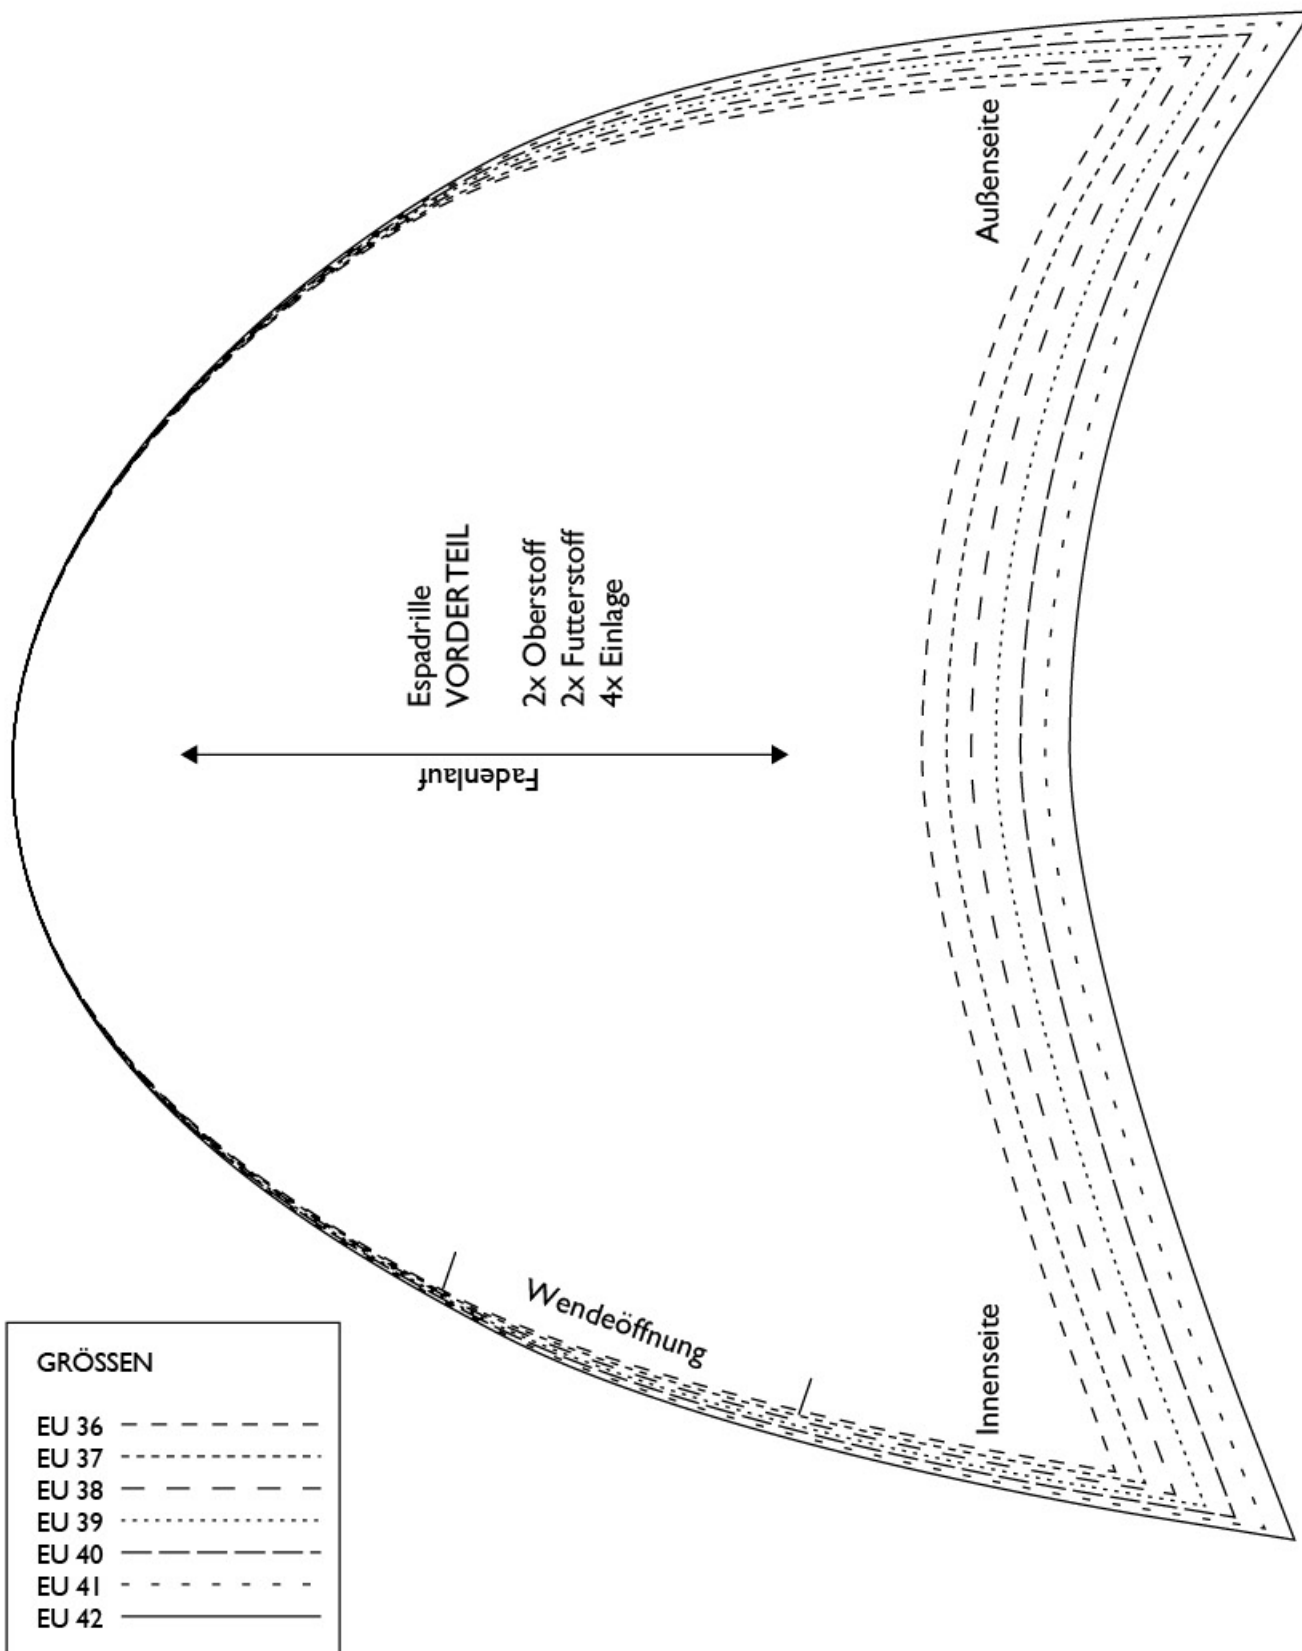 Espadrille
VORDERTEIL
2x Oberstoff
2x Futterstoff
4x Einlage
Fadenlauf
Außenseite
Innenseite
Wendeöffnung
GRÖSSEN
EU 36
EU 37
EU 38
EU 39
EU 40
EU 41
EU 42